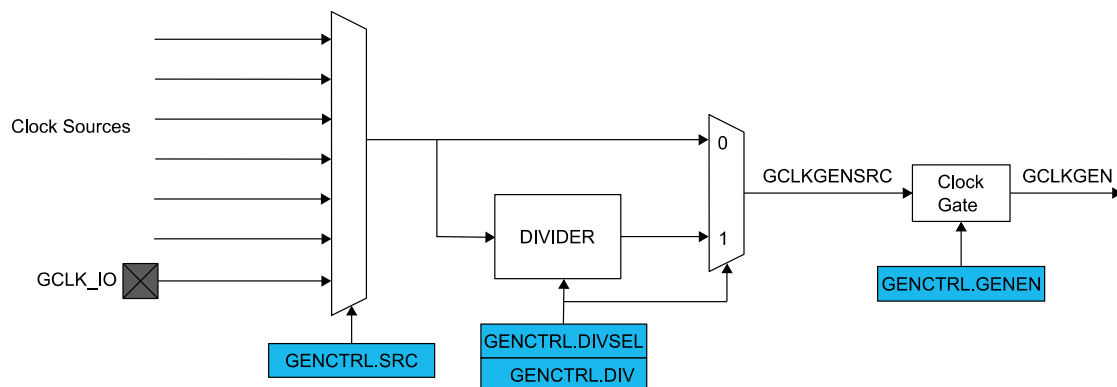 Clock Sources
GCLK_IO
GENCTRL.SRC
DIVIDER
GENCTRL.DIVSEL
GENCTRL.DIV
0
1
GCLKGENSRC
Clock
Gate
GCLKGEN
GENCTRL.GENEN